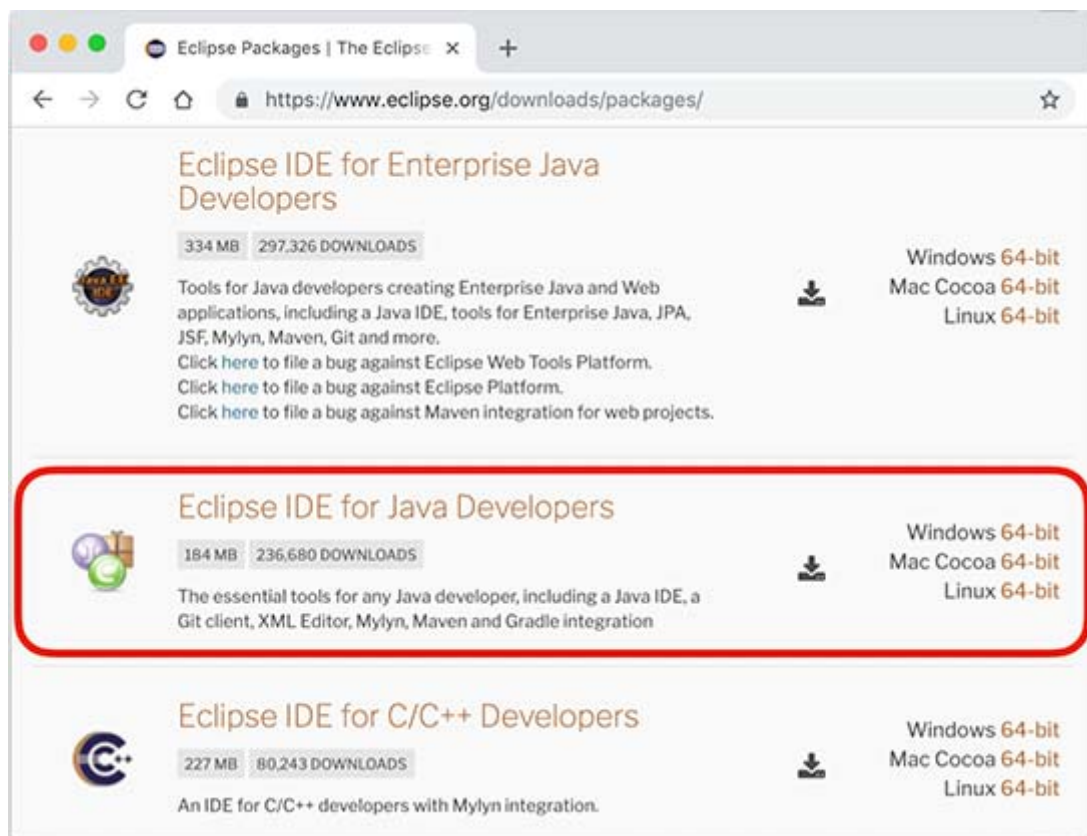 Eclipse Packages | The Eclipse
https://www.eclipse.org/downloads/packages/
Eclipse IDE for Enterprise Java
Developers
334 MB 297,326 DOWNLOADS
Java EE
IDE
Tools for Java developers creating Enterprise Java and Web
applications, including a Java IDE, tools for Enterprise Java, JPA,
JSF, Mylyn, Maven, Git and more.
Click here to file a bug against Eclipse Web Tools Platform.
Click here to file a bug against Eclipse Platform.
Click here to file a bug against Maven integration for web projects.
Windows 64-bit
Mac Cocoa 64-bit
Linux 64-bit
Eclipse IDE for Java Developers
184 MB 236,680 DOWNLOADS
The essential tools for any Java developer, including a Java IDE, a
Git client, XML Editor, Mylyn, Maven and Gradle integration
Windows 64-bit
Mac Cocoa 64-bit
Linux 64-bit
Eclipse IDE for C/C++ Developers
227 MB 80,243 DOWNLOADS
C++
An IDE for C/C++ developers with Mylyn integration.
Windows 64-bit
Mac Cocoa 64-bit
Linux 64-bit